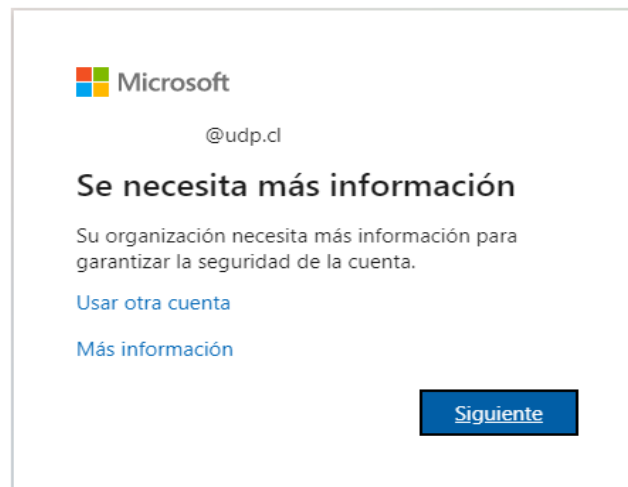 Microsoft
@udp.cl
Se necesita más información
Su organización necesita más información para
garantizar la seguridad de la cuenta.
Usar otra cuenta
Más información
Siguiente